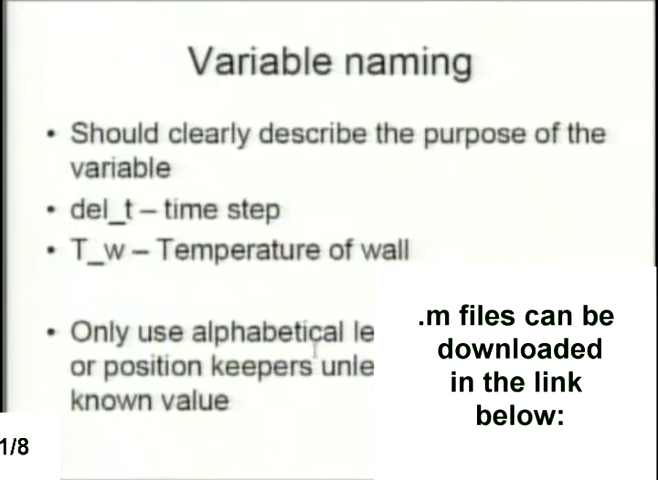 Variable naming
• Should clearly describe the purpose of the
variable
• del_t – time step
• T_w – Temperature of wall
• Only use alphabetical le
or position keepers unle
known value
.m files can be
downloaded
in the link
below:
1/8